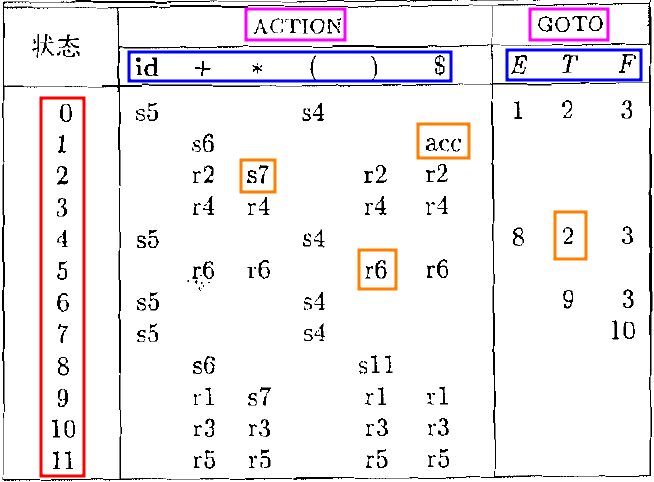 状态 ACTION GOTO
id + * ( ) $ E T F
0 s5 s4 1 2 3
1 s6 acc
2 r2 s7 r2 r2
3 r4 r4 r4 r4
4 s5 s4 8 2 3
5 r6 r6 r6 r6
6 s5 s4 9 3
7 s5 s4 10
8 s6 s11
9 r1 s7 r1 r1
10 r3 r3 r3 r3
11 r5 r5 r5 r5